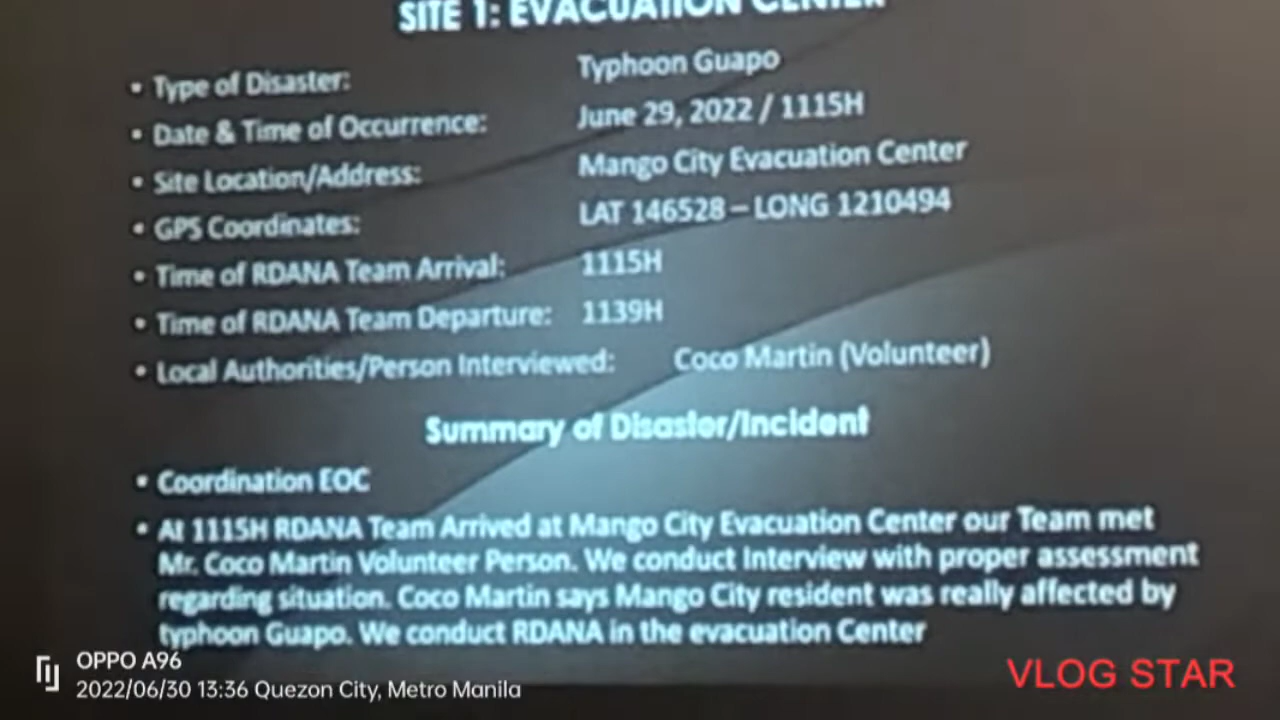 SITE 1: EVACUATION CENTER
• Type of Disaster: Typhoon Guapo
• Date & Time of Occurrence: June 29, 2022 / 1115H
• Site Location/Address: Mango City Evacuation Center
• GPS Coordinates: LAT 146528 – LONG 1210494
• Time of RDANA Team Arrival: 1115H
• Time of RDANA Team Departure: 1139H
• Local Authorities/Person Interviewed: Coco Martin (Volunteer)
Summary of Disaster/Incident
• Coordination EOC
• At 1115H RDANA Team Arrived at Mango City Evacuation Center our Team met
Mr. Coco Martin Volunteer Person. We conduct Interview with proper assessment
regarding situation. Coco Martin says Mango City resident was really affected by
typhoon Guapo. We conduct RDANA in the evacuation Center
OPPO A96
2022/06/30 13:36 Quezon City, Metro Manila
VLOG STAR